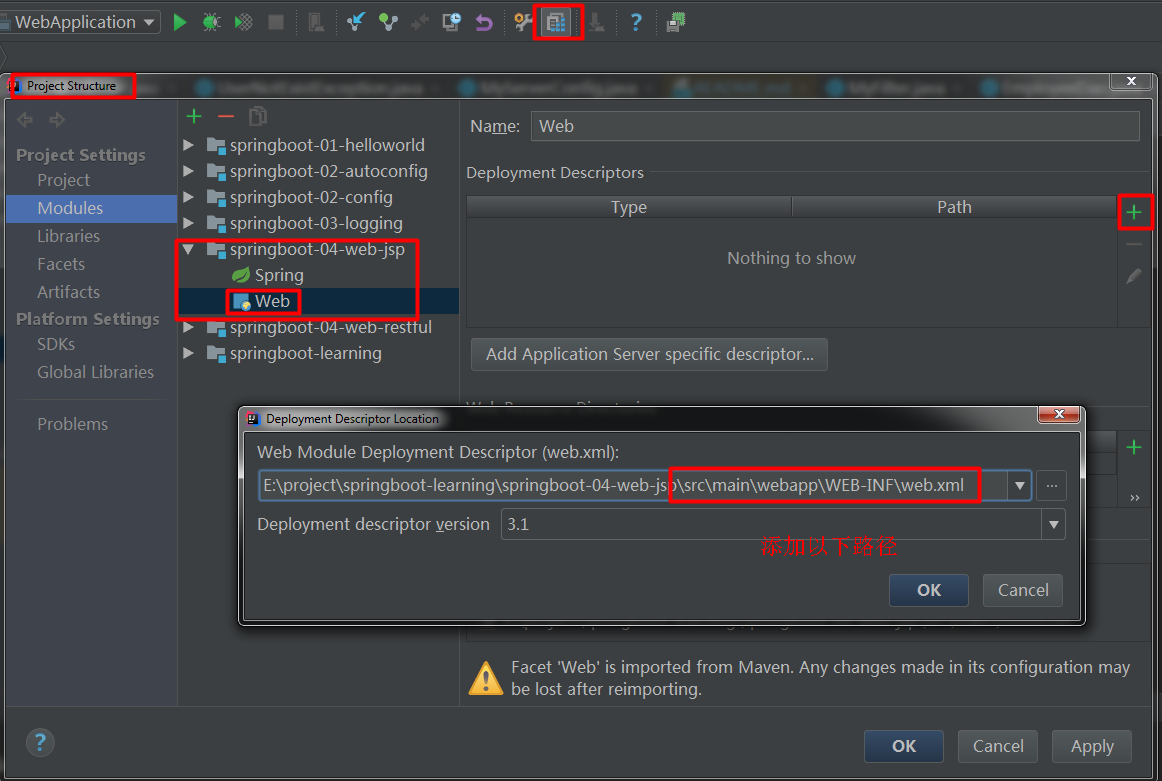 WebApplication
Project Structure
Project Settings
Project
Modules
Libraries
Facets
Artifacts
Platform Settings
SDKs
Global Libraries
Problems
springboot-01-helloworld
springboot-02-autoconfig
springboot-02-config
springboot-03-logging
springboot-04-web-jsp
Spring
Web
springboot-04-web-restful
springboot-learning
Name: Web
Deployment Descriptors
Type Path
Nothing to show
Add Application Server specific descriptor...
Deployment Descriptor Location
Web Module Deployment Descriptor (web.xml):
E:\project\springboot-learning\springboot-04-web-jsp\src\main\webapp\WEB-INF\web.xml
Deployment descriptor version 3.1
添加以下路径
OK Cancel
Facet 'Web' is imported from Maven. Any changes made in its configuration may
be lost after reimporting.
OK Cancel Apply